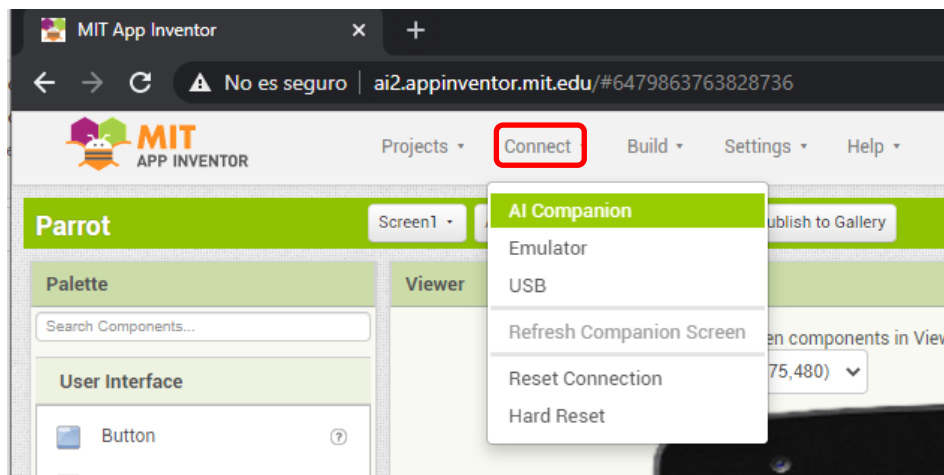 MIT App Inventor
No es seguro | ai2.appinventor.mit.edu/#6479863763828736
MIT
APP INVENTOR
Projects Connect Build Settings Help
Parrot Screen1 ublish to Gallery
AI Companion
Emulator
USB
Refresh Companion Screen
Reset Connection
Hard Reset
Palette
Viewer
Search Components...
en components in View
75,480)
User Interface
Button